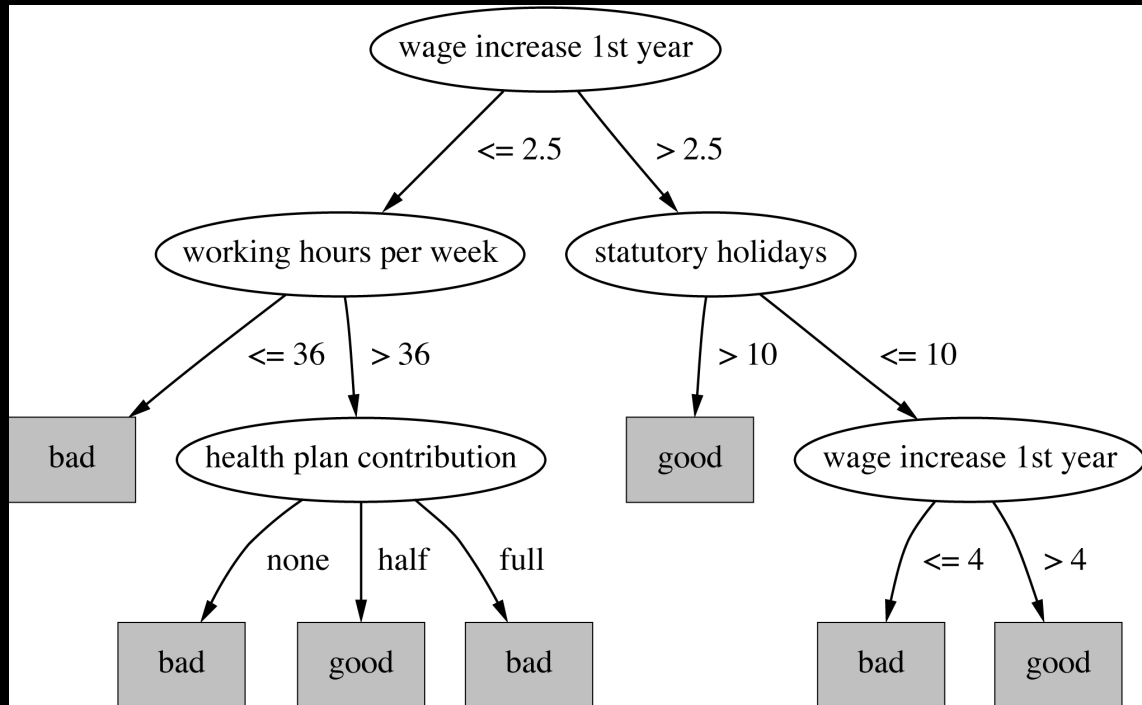 wage increase 1st year
<= 2.5
> 2.5
working hours per week
statutory holidays
<= 36
> 36
> 10
<= 10
bad
health plan contribution
good
wage increase 1st year
none
half
full
<= 4
> 4
bad
good
bad
bad
good